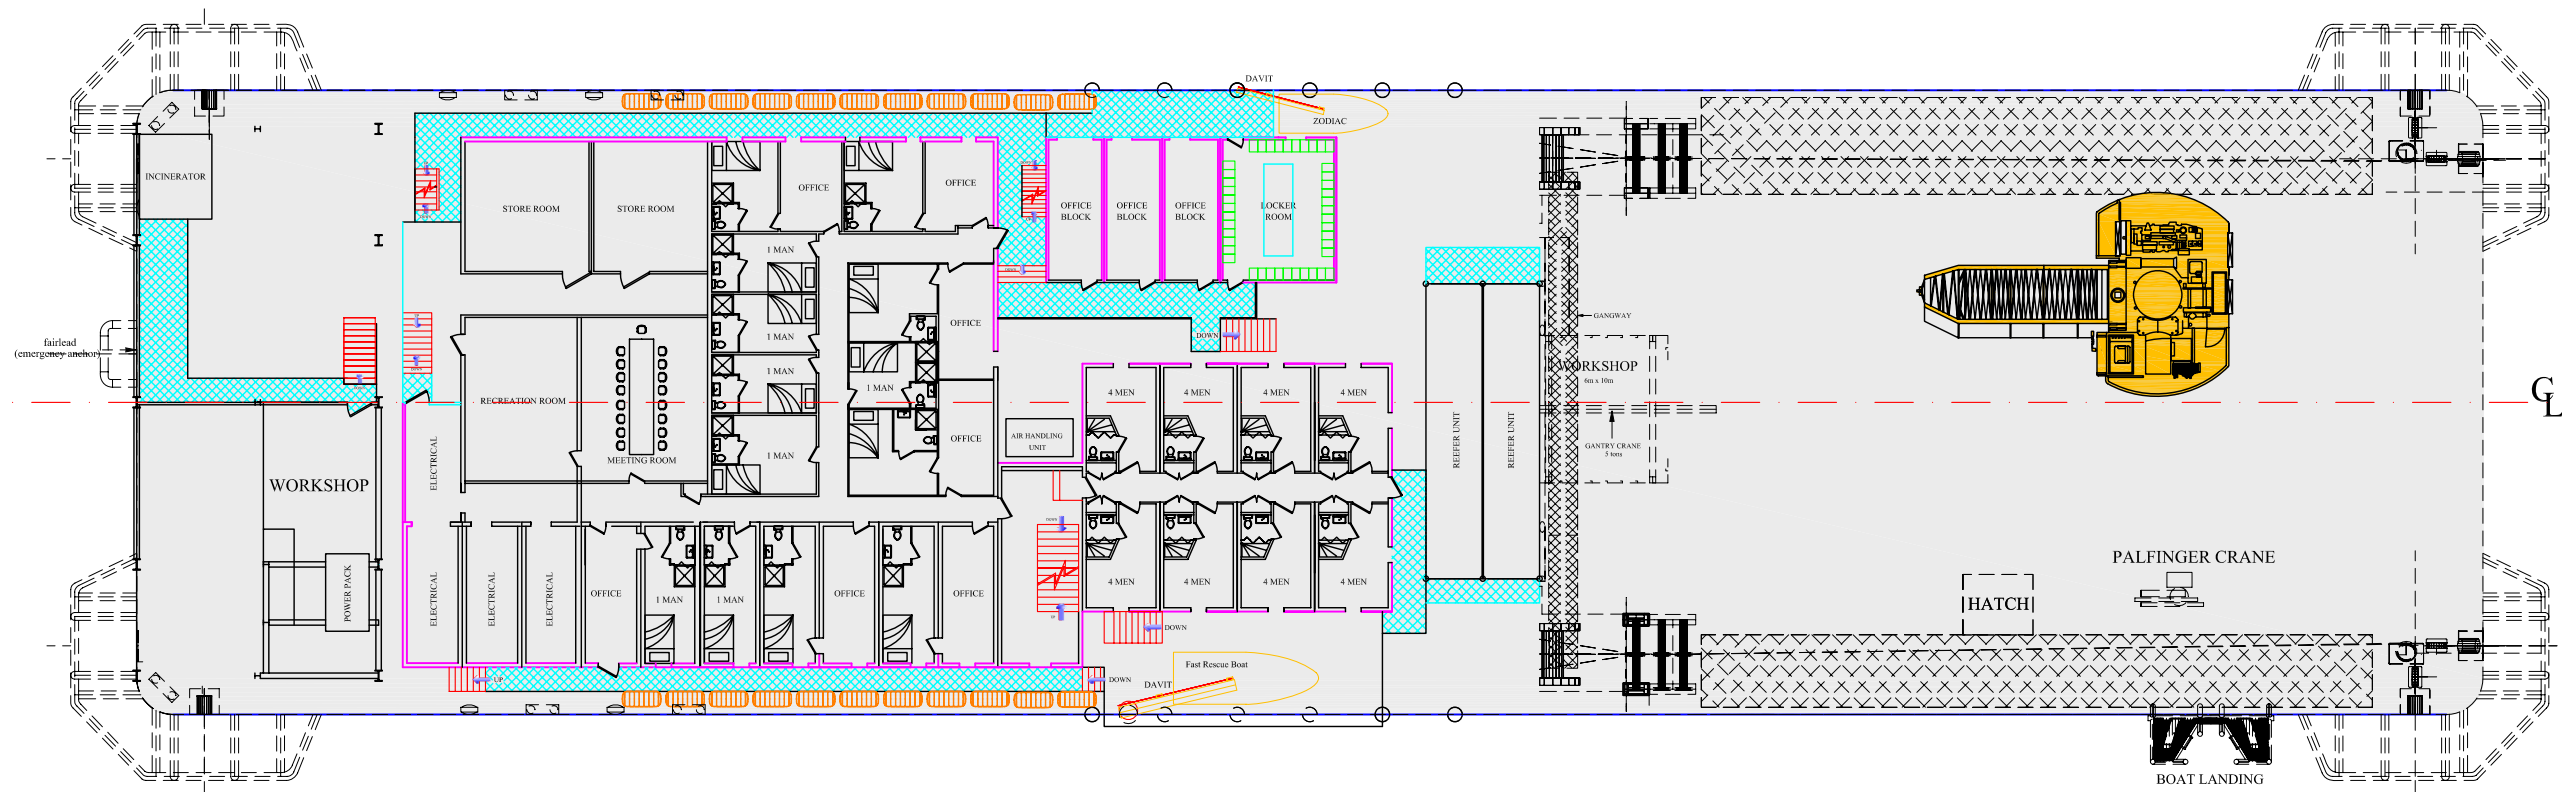 DAVIT
ZODIAC
INCINERATOR
STORE ROOM
STORE ROOM
OFFICE
OFFICE
OFFICE
BLOCK
OFFICE
BLOCK
OFFICE
BLOCK
LOCKER
ROOM
1 MAN
1 MAN
1 MAN
1 MAN
1 MAN
OFFICE
OFFICE
DOWN
GANGWAY
fairlead
(emergency anchor)
WORKSHOP
6m x 10m
RECREATION ROOM
MEETING ROOM
AIR HANDLING
UNIT
4 MEN
4 MEN
4 MEN
4 MEN
REEFER UNIT
REEFER UNIT
GANTRY CRANE
5 tons
CL
ELECTRICAL
WORKSHOP
POWER PACK
ELECTRICAL
ELECTRICAL
ELECTRICAL
OFFICE
1 MAN
1 MAN
OFFICE
OFFICE
4 MEN
4 MEN
4 MEN
4 MEN
PALFINGER CRANE
HATCH
DOWN
UP
DOWN
Fast Rescue Boat
DAVIT
BOAT LANDING